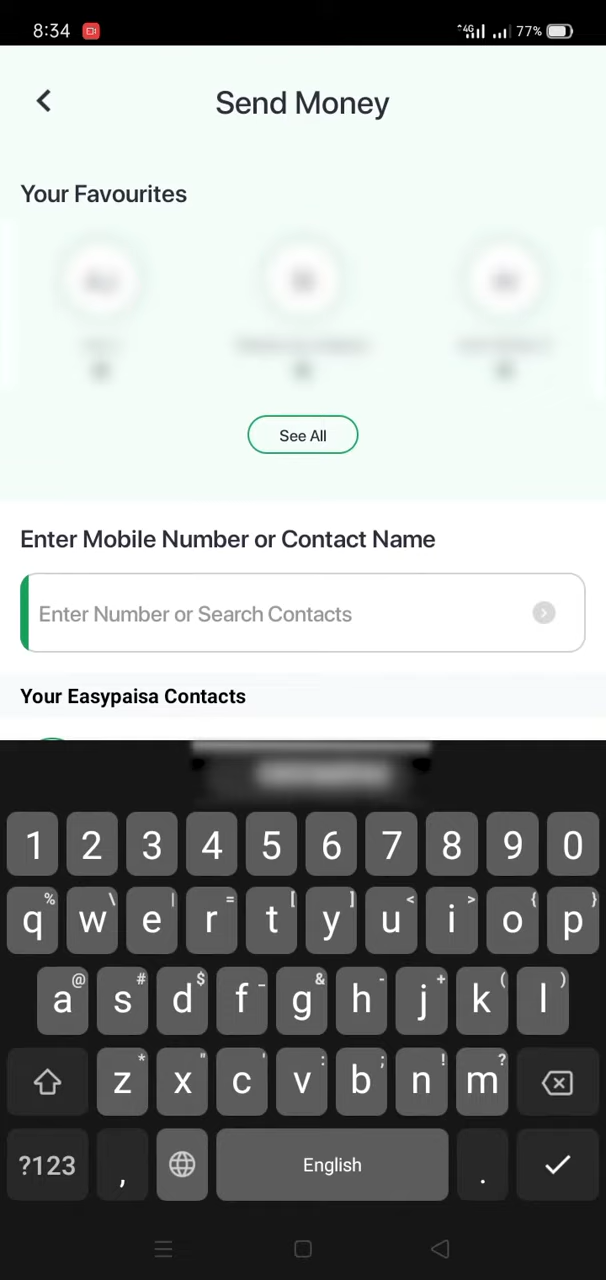 8:34
4G 77%
Send Money
Your Favourites
See All
Enter Mobile Number or Contact Name
Enter Number or Search Contacts
Your Easypaisa Contacts
1 2 3 4 5 6 7 8 9 0
% \ | = [ ] < > { }
q w e r t y u i o p
@ # $ _ & - + ( )
a s d f g h j k l
* " ' : ; ! ?
z x c v b n m
?123 , English .